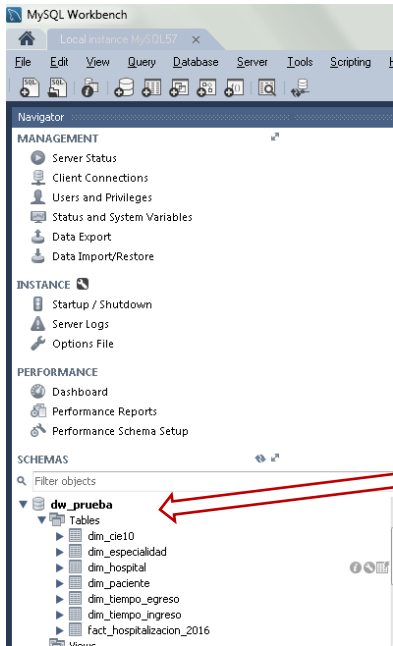 MySQL Workbench
Local instance MySQL57
File Edit View Query Database Server Tools Scripting
Navigator
MANAGEMENT
Server Status
Client Connections
Users and Privileges
Status and System Variables
Data Export
Data Import/Restore
INSTANCE
Startup / Shutdown
Server Logs
Options File
PERFORMANCE
Dashboard
Performance Reports
Performance Schema Setup
SCHEMAS
Filter objects
dw_prueba
Tables
dim_cie10
dim_especialidad
dim_hospital
dim_paciente
dim_tiempo_egreso
dim_tiempo_ingreso
fact_hospitalizacion_2016
Views